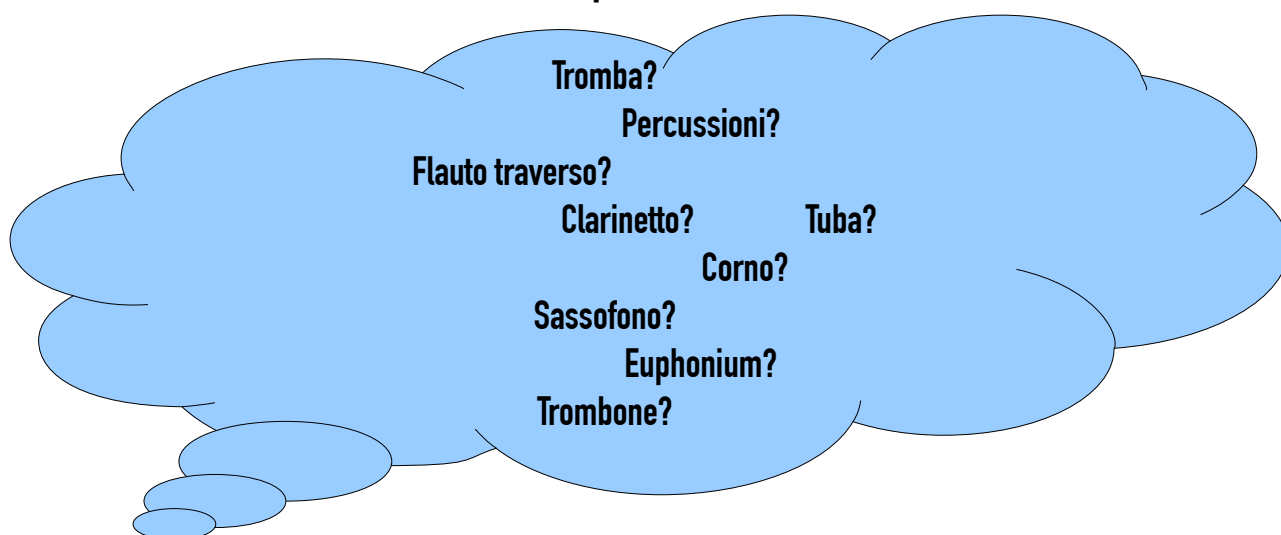 Tromba?
Percussioni?
Flauto traverso?
Clarinetto? Tuba?
Corno?
Sassofono?
Euphonium?
Trombone?